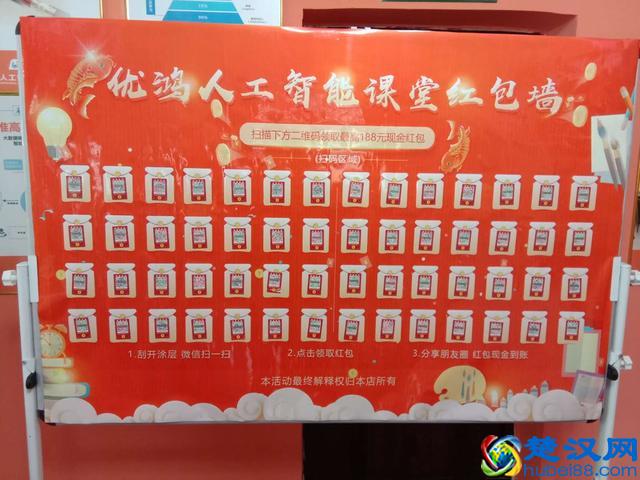 优鸿人工智能课堂红包墙
扫描下方二维码领取最高188元现金红包
(扫码区域)
1.刮开涂层 微信扫一扫
2.点击领取红包
3.分享朋友圈 红包现金到账
本活动最终解释权归本店所有
楚汉网
hubei88.com